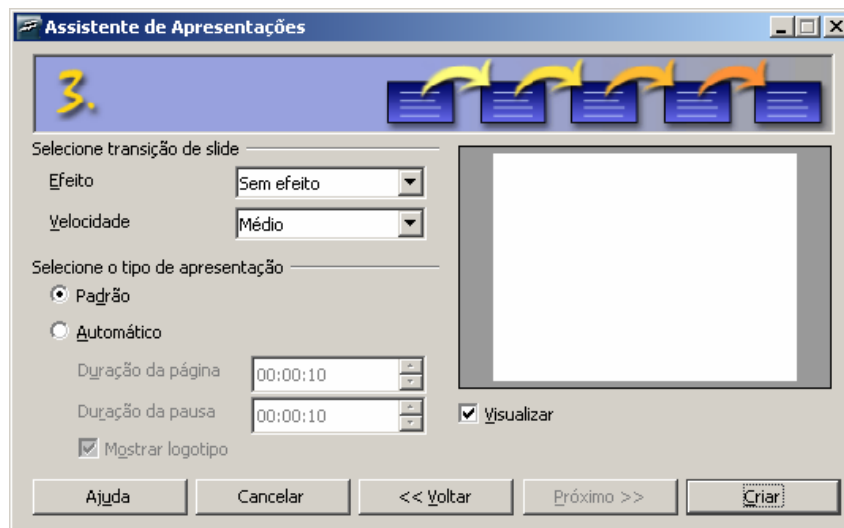 Assistente de Apresentações
3.
Selecione transição de slide
Efeito Sem efeito
Velocidade Médio
Selecione o tipo de apresentação
Padrão
Automático
Duração da página 00:00:10
Duração da pausa 00:00:10
Mostrar logotipo
Visualizar
Ajuda Cancelar << Voltar Próximo >> Criar